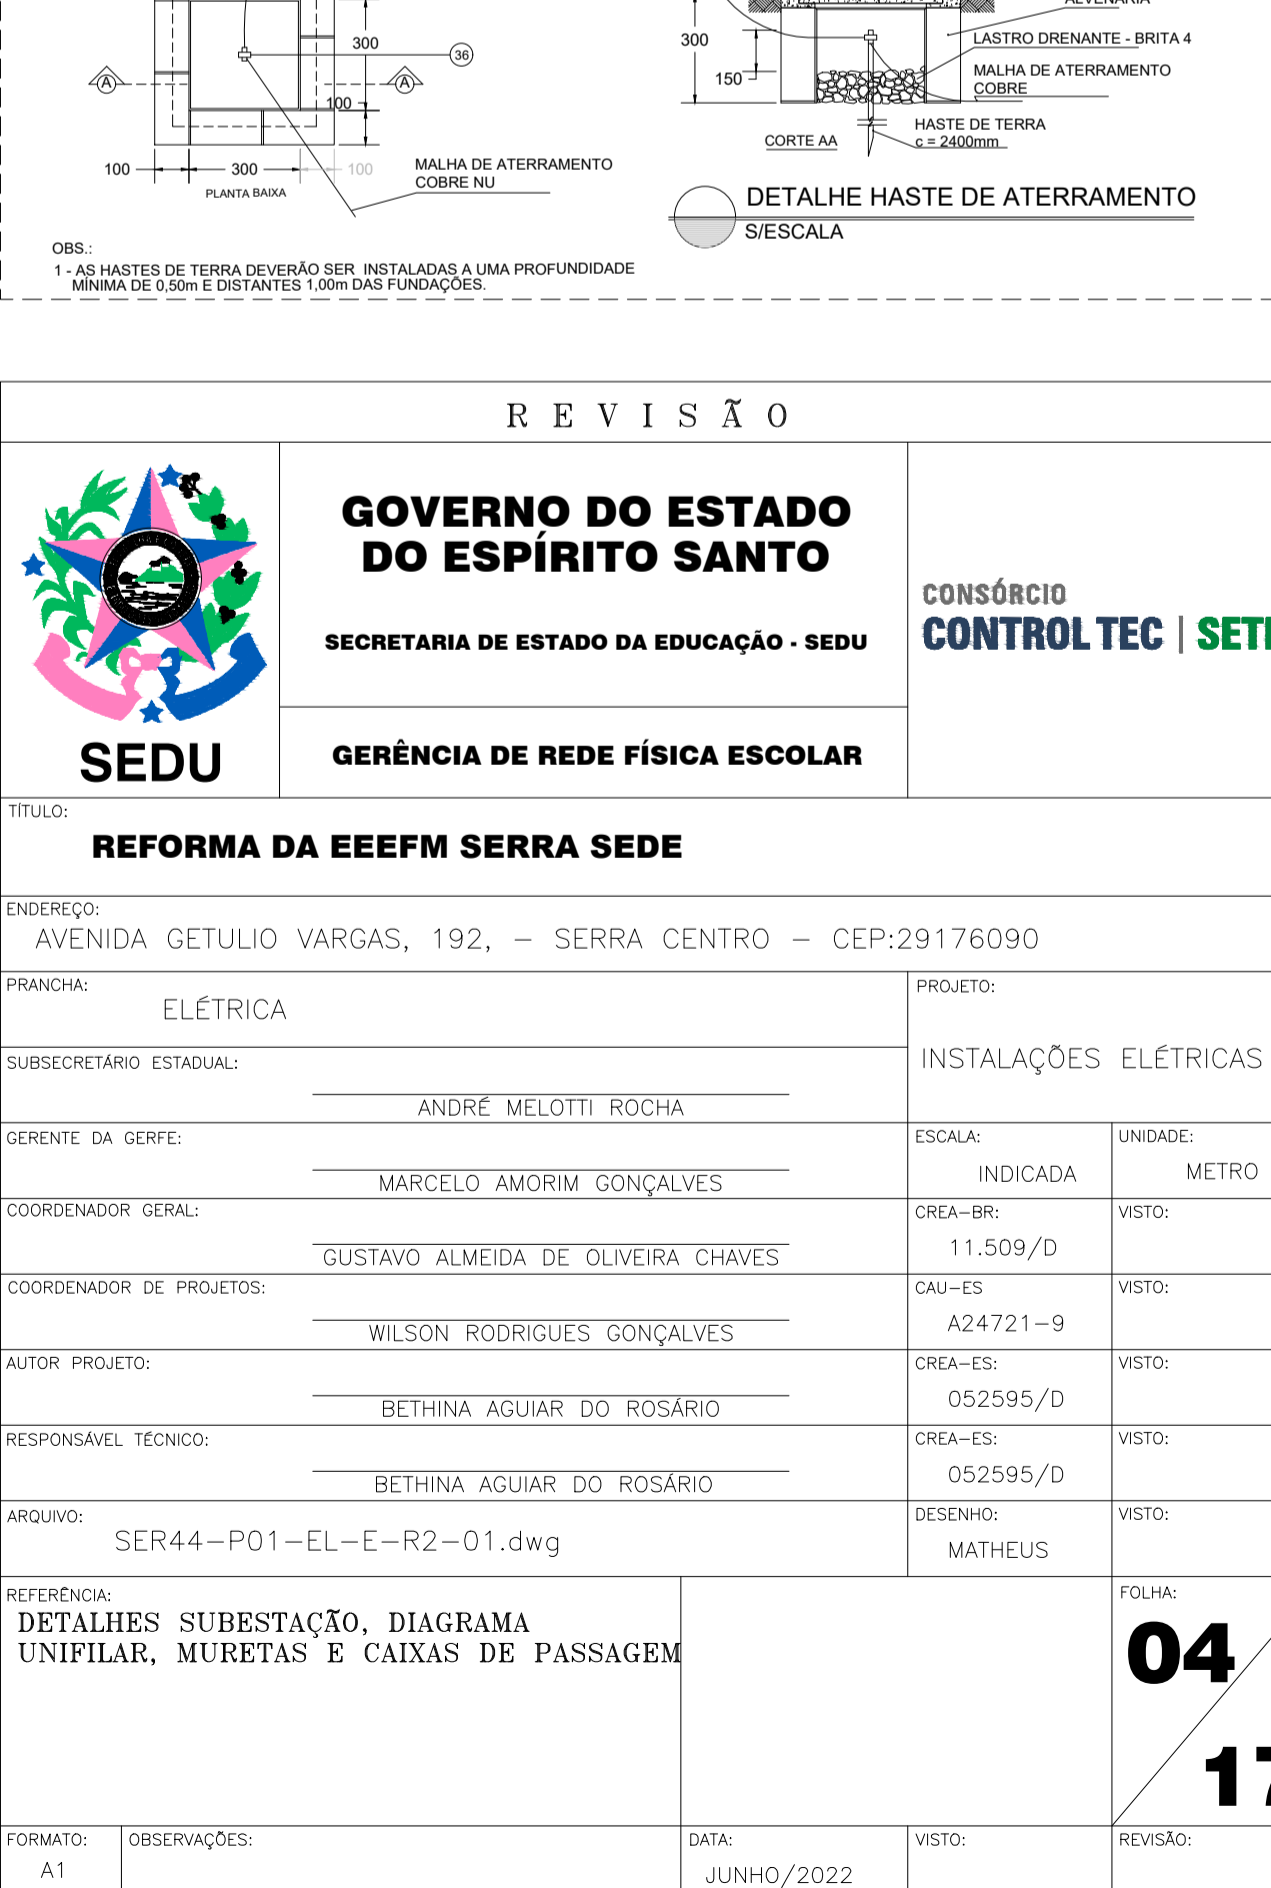 300
36
A
A
100
100
300
100
PLANTA BAIXA
MALHA DE ATERRAMENTO
COBRE NU
300
150
LASTRO DRENANTE - BRITA 4
MALHA DE ATERRAMENTO
COBRE
HASTE DE TERRA
c = 2400mm
CORTE AA
DETALHE HASTE DE ATERRAMENTO
S/ESCALA
OBS.:
1 - AS HASTES DE TERRA DEVERÃO SER INSTALADAS A UMA PROFUNDIDADE
MÍNIMA DE 0,50m E DISTANTES 1,00m DAS FUNDAÇÕES.
REVISÃO
GOVERNO DO ESTADO
DO ESPÍRITO SANTO
SECRETARIA DE ESTADO DA EDUCAÇÃO - SEDU
GERÊNCIA DE REDE FÍSICA ESCOLAR
SEDU
CONSÓRCIO
CONTROL TEC |
TÍTULO:
REFORMA DA EEEFM SERRA SEDE
ENDEREÇO:
AVENIDA GETULIO VARGAS, 192, – SERRA CENTRO – CEP:29176090
PRANCHA:
ELÉTRICA
PROJETO:
INSTALAÇÕES ELÉTRICAS
SUBSECRETÁRIO ESTADUAL:
ANDRÉ MELOTTI ROCHA
GERENTE DA GERFE:
MARCELO AMORIM GONÇALVES
ESCALA:
INDICADA
UNIDADE:
METRO
COORDENADOR GERAL:
GUSTAVO ALMEIDA DE OLIVEIRA CHAVES
CREA–BR:
11.509/D
VISTO:
COORDENADOR DE PROJETOS:
WILSON RODRIGUES GONÇALVES
CAU–ES
A24721–9
VISTO:
AUTOR PROJETO:
BETHINA AGUIAR DO ROSÁRIO
CREA–ES:
052595/D
VISTO:
RESPONSÁVEL TÉCNICO:
BETHINA AGUIAR DO ROSÁRIO
CREA–ES:
052595/D
VISTO:
ARQUIVO:
SER44–P01–EL–E–R2–01.dwg
DESENHO:
MATHEUS
VISTO:
REFERÊNCIA:
DETALHES SUBESTAÇÃO, DIAGRAMA
UNIFILAR, MURETAS E CAIXAS DE PASSAGEM
FOLHA:
04
17
FORMATO:
A1
OBSERVAÇÕES:
DATA:
JUNHO/2022
VISTO:
REVISÃO: